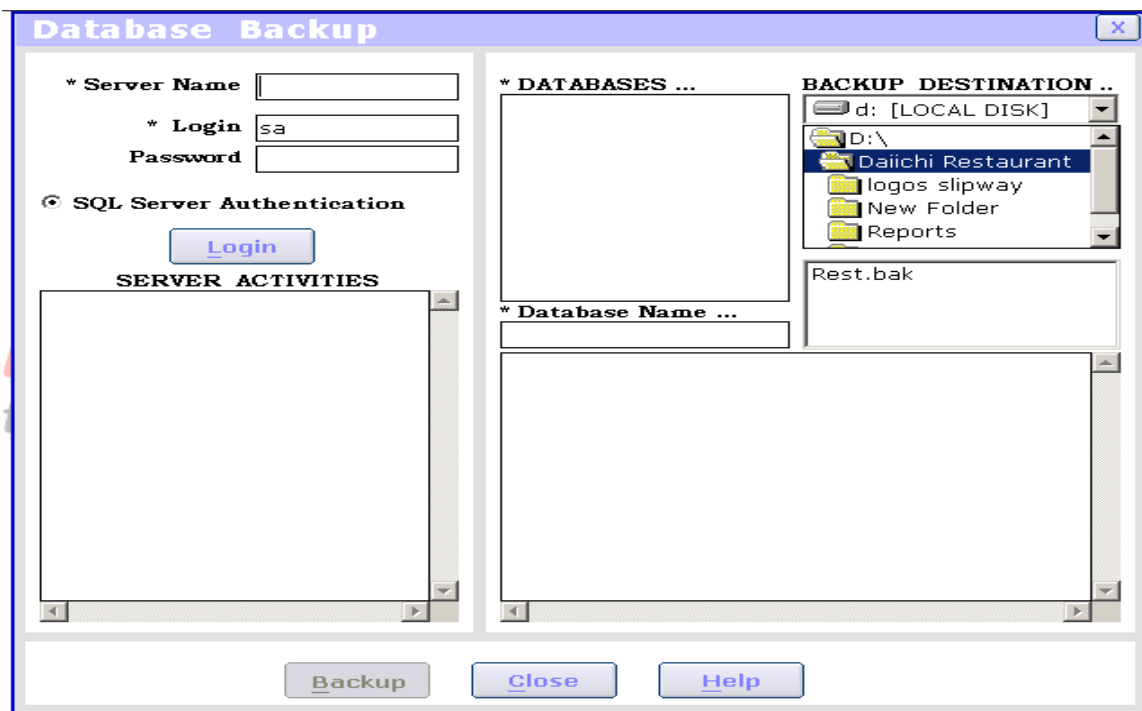 Database Backup
x
* Server Name
* Login
sa
Password
SQL Server Authentication
Login
SERVER ACTIVITIES
* DATABASES ...
BACKUP DESTINATION ..
d: [LOCAL DISK]
D:\
Daiichi Restaurant
logos slipway
New Folder
Reports
Rest.bak
* Database Name ...
Backup
Close
Help